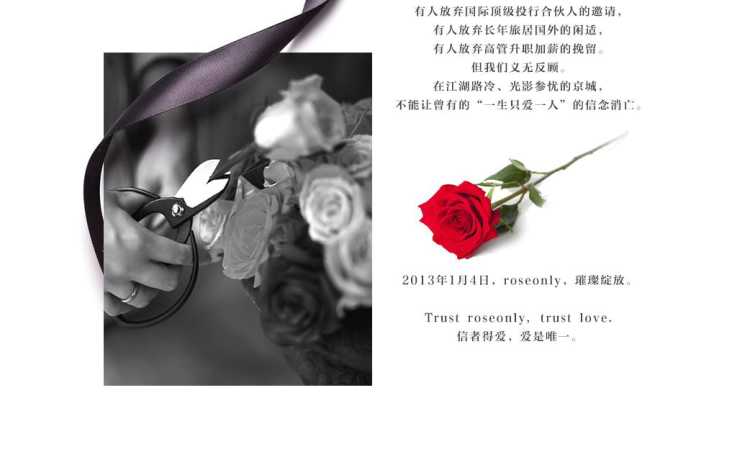 有人放弃国际顶级投行合伙人的邀请，
有人放弃长年旅居国外的闲适，
有人放弃高管升职加薪的挽留。
但我们义无反顾。
在江湖路冷、光影参忧的京城，
不能让曾有的“一生只爱一人”的信念消亡。
2013年1月4日，roseonly，璀璨绽放。
Trust roseonly, trust love.
信者得爱，爱是唯一。